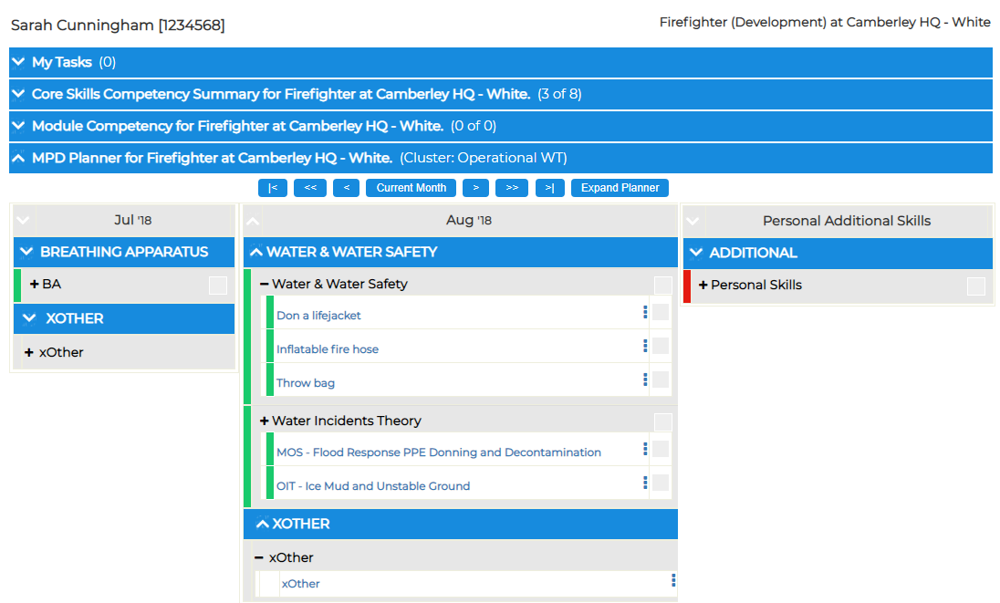 Sarah Cunningham [1234568]
Firefighter (Development) at Camberley HQ - White
My Tasks (0)
Core Skills Competency Summary for Firefighter at Camberley HQ - White. (3 of 8)
Module Competency for Firefighter at Camberley HQ - White. (0 of 0)
MPD Planner for Firefighter at Camberley HQ - White. (Cluster: Operational WT)
|< << < Current Month > >> >| Expand Planner
Jul '18
BREATHING APPARATUS
+ BA
XOTHER
+ xOther
Aug '18
WATER & WATER SAFETY
− Water & Water Safety
Don a lifejacket
Inflatable fire hose
Throw bag
+ Water Incidents Theory
MOS - Flood Response PPE Donning and Decontamination
OIT - Ice Mud and Unstable Ground
XOTHER
− xOther
xOther
Personal Additional Skills
ADDITIONAL
+ Personal Skills